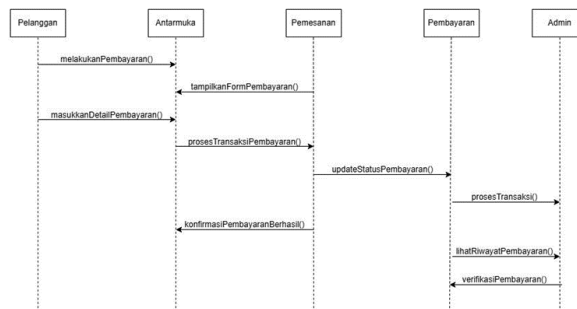 Pelanggan
Antarmuka
Pemesanan
Pembayaran
Admin
melakukanPembayaran()
tampilkanFormPembayaran()
masukkanDetailPembayaran()
prosesTransaksiPembayaran()
updateStatusPembayaran()
prosesTransaksi()
konfirmasiPembayaranBerhasil()
lihatRiwayatPembayaran()
verifikasiPembayaran()